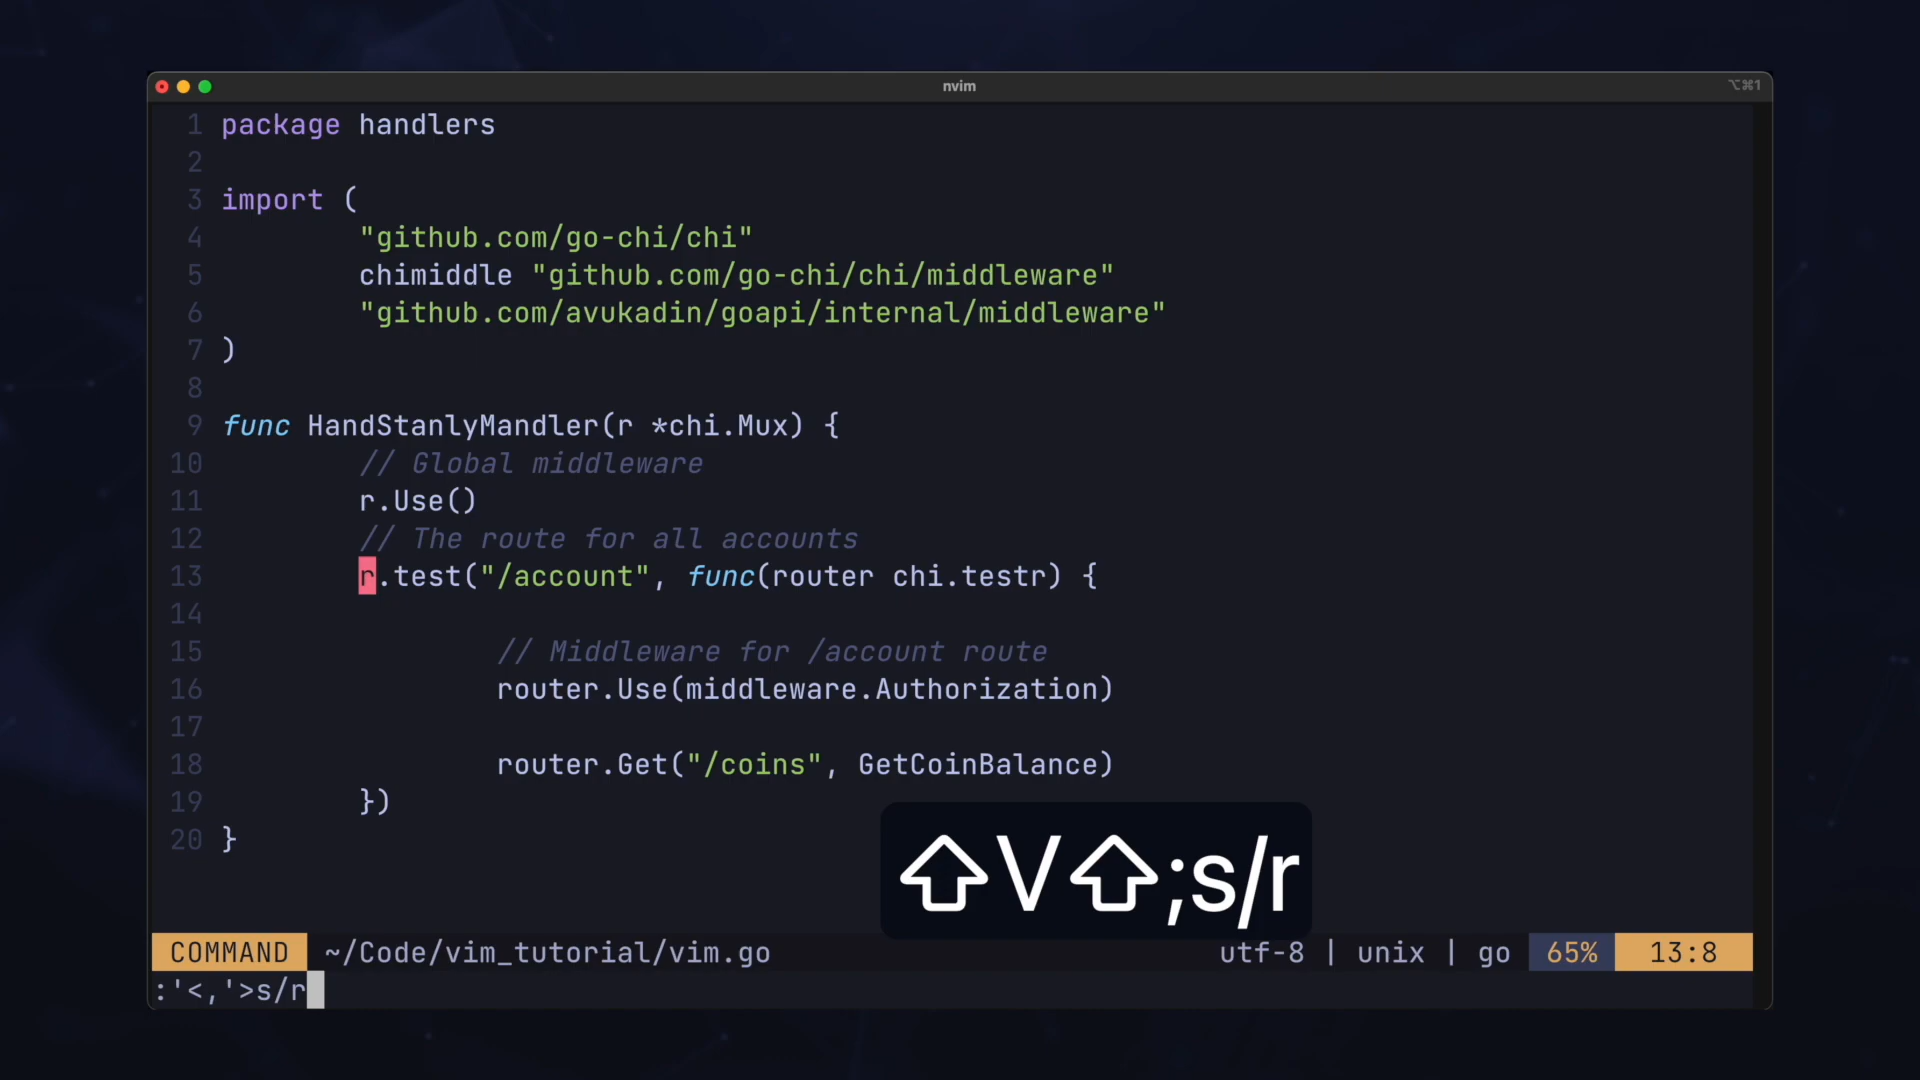 nvim
⌥⌘1
1 package handlers
2
3 import (
4 "github.com/go-chi/chi"
5 chimiddle "github.com/go-chi/chi/middleware"
6 "github.com/avukadin/goapi/internal/middleware"
7 )
8
9 func HandStanlyMandler(r *chi.Mux) {
10 // Global middleware
11 r.Use()
12 // The route for all accounts
13 r.test("/account", func(router chi.testr) {
14
15 // Middleware for /account route
16 router.Use(middleware.Authorization)
17
18 router.Get("/coins", GetCoinBalance)
19 })
20 }
⇧V⇧;s/r
COMMAND ~/Code/vim_tutorial/vim.go utf-8 | unix | go 65% 13:8
:'<,'>s/r